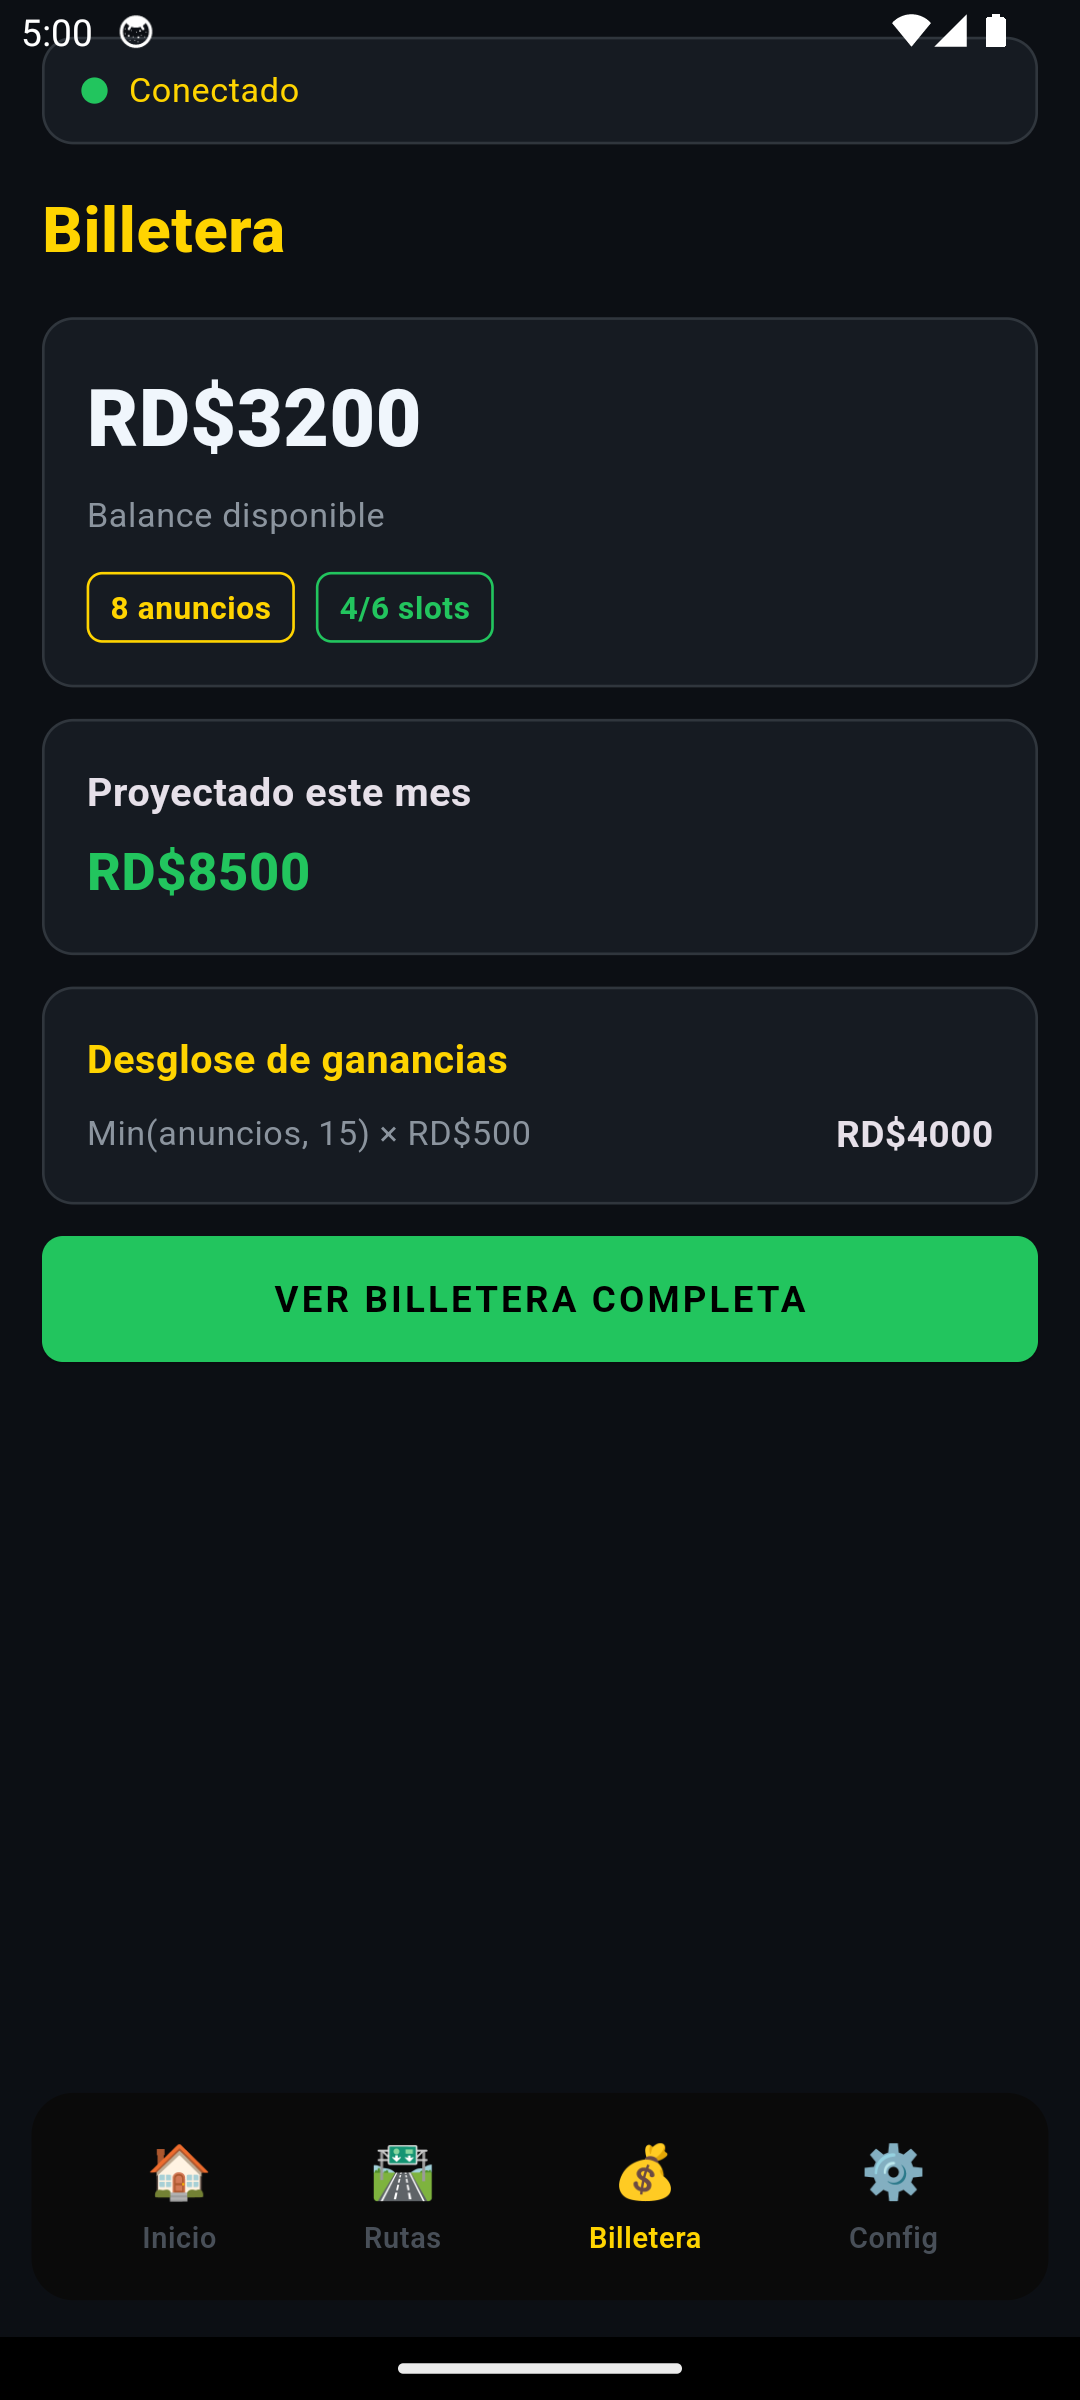 5:00
Conectado
Billetera
RD$3200
Balance disponible
8 anuncios
4/6 slots
Proyectado este mes
RD$8500
Desglose de ganancias
Min(anuncios, 15) × RD$500
RD$4000
VER BILLETERA COMPLETA
Inicio
Rutas
Billetera
Config